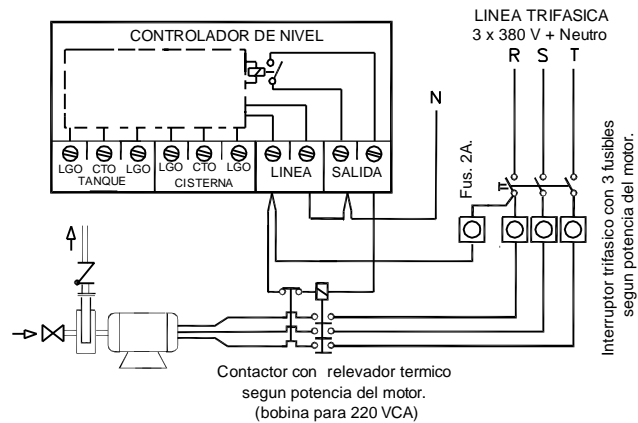 LINEA TRIFASICA
3 x 380 V + Neutro
R S T
CONTROLADOR DE NIVEL
N
LGO CTO LGO LGO CTO LGO
TANQUE CISTERNA LINEA SALIDA
Fus. 2A.
Interruptor trifasico con 3 fusibles
segun potencia del motor.
Contactor con relevador termico
segun potencia del motor.
(bobina para 220 VCA)